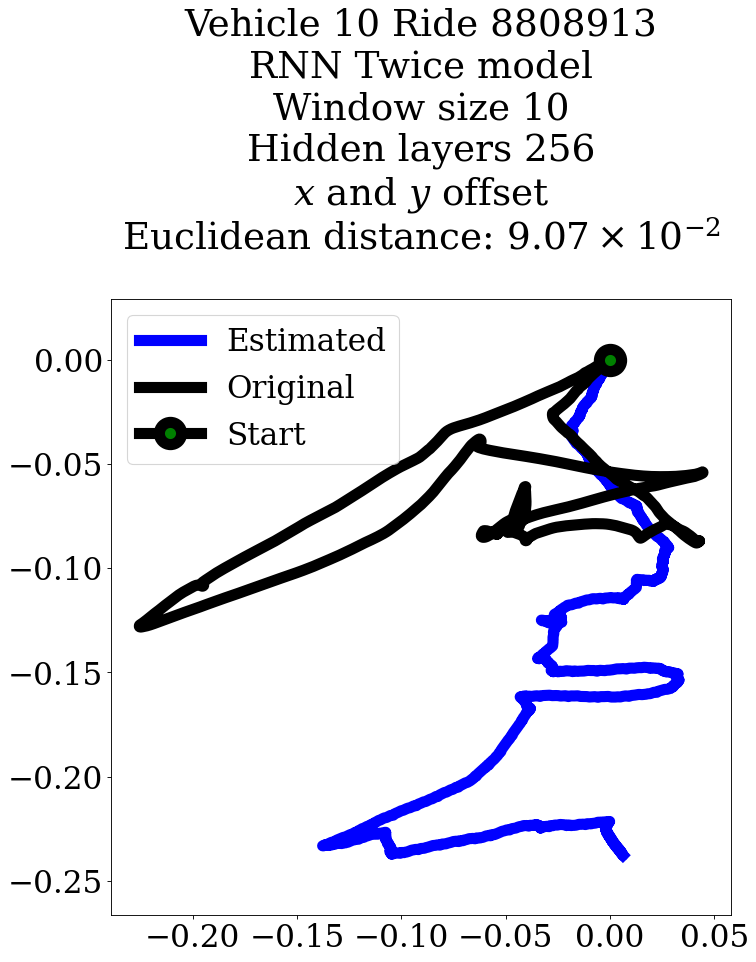 Vehicle 10 Ride 8808913
RNN Twice model
Window size 10
Hidden layers 256
x and y offset
Euclidean distance: 9.07 × 10⁻²
Estimated
Original
Start
0.00
−0.05
−0.10
−0.15
−0.20
−0.25
−0.20 −0.15 −0.10 −0.05 0.00 0.05